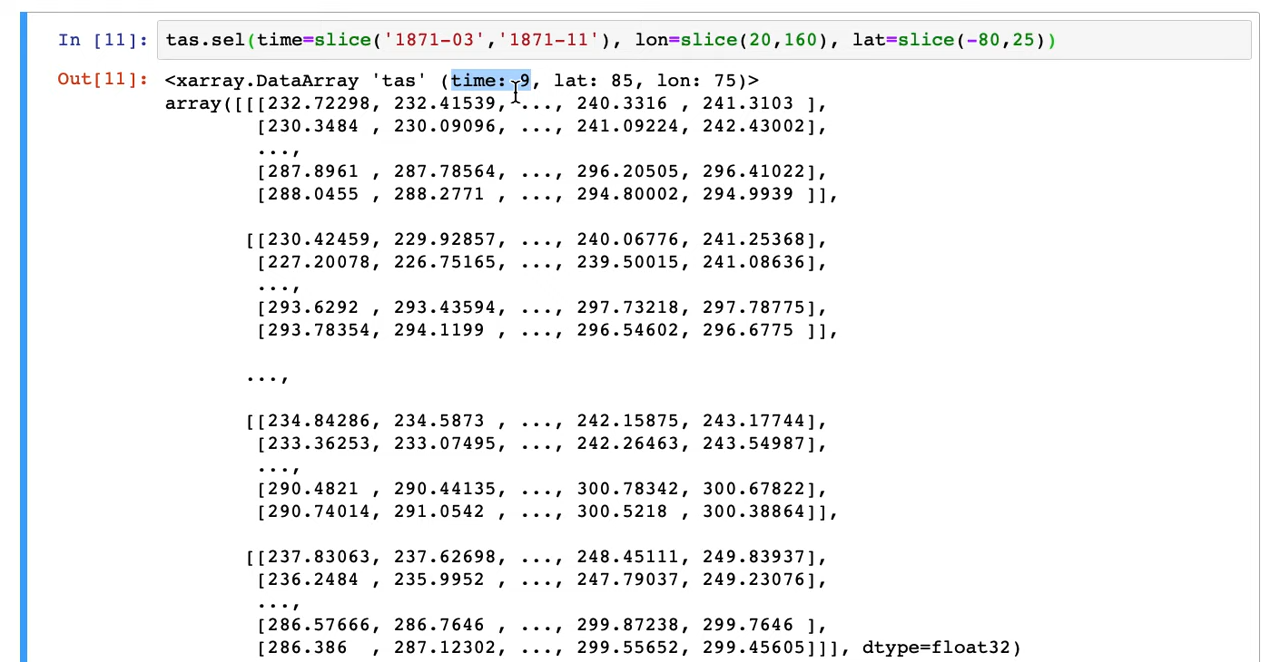 In [11]: tas.sel(time=slice('1871-03','1871-11'), lon=slice(20,160), lat=slice(-80,25))
Out[11]: <xarray.DataArray 'tas' (time: 9, lat: 85, lon: 75)>
array([[[232.72298, 232.41539, ..., 240.3316 , 241.3103 ],
[230.3484 , 230.09096, ..., 241.09224, 242.43002],
...,
[287.8961 , 287.78564, ..., 296.20505, 296.41022],
[288.0455 , 288.2771 , ..., 294.80002, 294.9939 ]],
[[230.42459, 229.92857, ..., 240.06776, 241.25368],
[227.20078, 226.75165, ..., 239.50015, 241.08636],
...,
[293.6292 , 293.43594, ..., 297.73218, 297.78775],
[293.78354, 294.1199 , ..., 296.54602, 296.6775 ]],
...,
[[234.84286, 234.5873 , ..., 242.15875, 243.17744],
[233.36253, 233.07495, ..., 242.26463, 243.54987],
...,
[290.4821 , 290.44135, ..., 300.78342, 300.67822],
[290.74014, 291.0542 , ..., 300.5218 , 300.38864]],
[[237.83063, 237.62698, ..., 248.45111, 249.83937],
[236.2484 , 235.9952 , ..., 247.79037, 249.23076],
...,
[286.57666, 286.7646 , ..., 299.87238, 299.7646 ],
[286.386  , 287.12302, ..., 299.55652, 299.45605]]], dtype=float32)